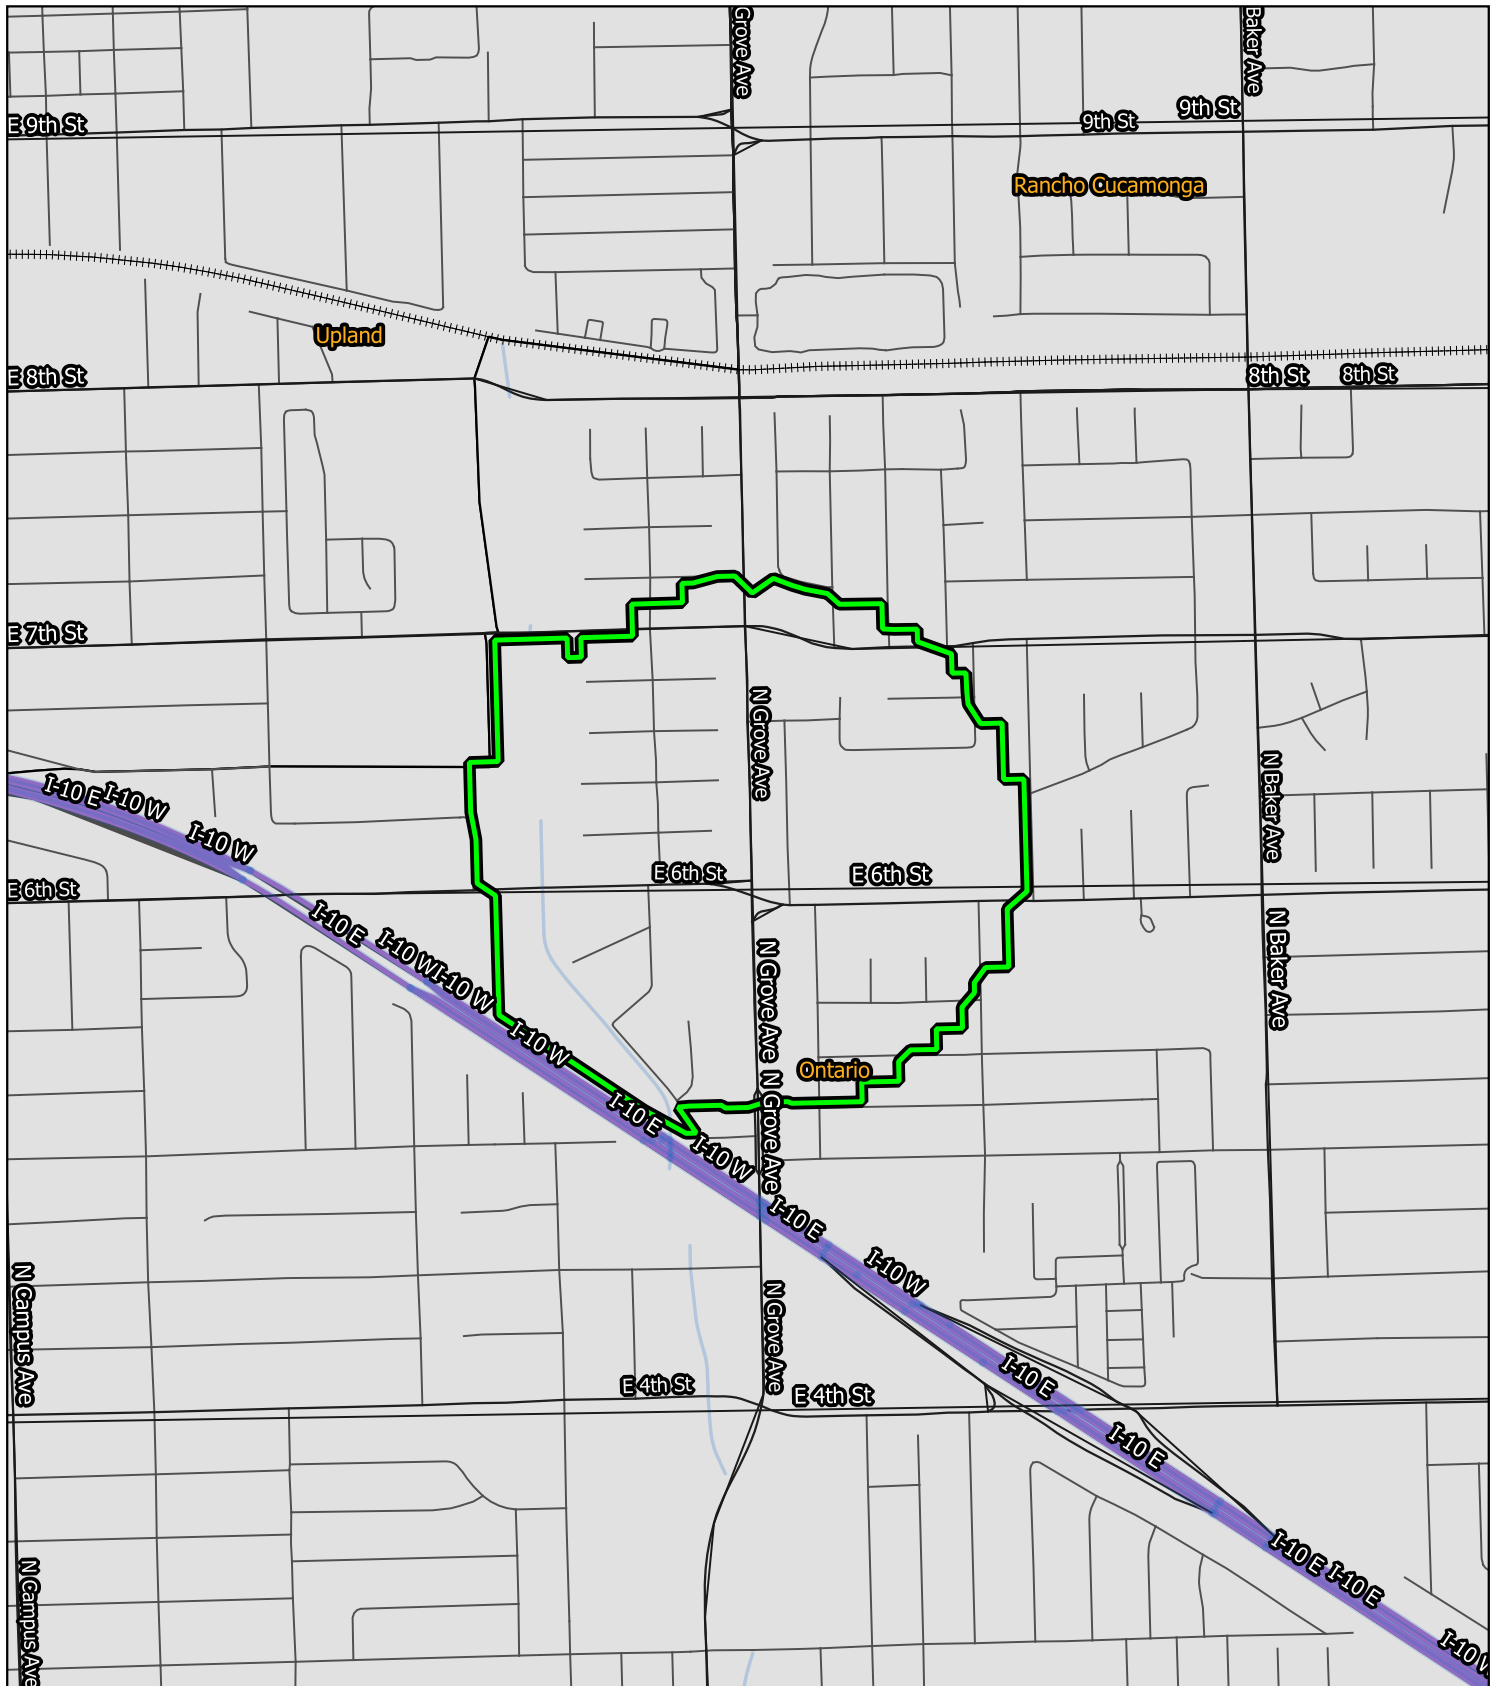 Grove Ave
Baker Ave
E 9th St
9th St
9th St
Rancho Cucamonga
Upland
E 8th St
8th St
8th St
E 7th St
N Grove Ave
N Baker Ave
I-10 E
I-10 W
I-10 W
E 6th St
E 6th St
E 6th St
I-10 E
I-10 W
I-10 W
N Baker Ave
N Grove Ave
I-10 W
Ontario
N Grove Ave
I-10 E
I-10 W
I-10 E
I-10 W
N Campus Ave
N Grove Ave
E 4th St
E 4th St
I-10 E
I-10 E
I-10 E
I-10 E
N Campus Ave
I-10 W